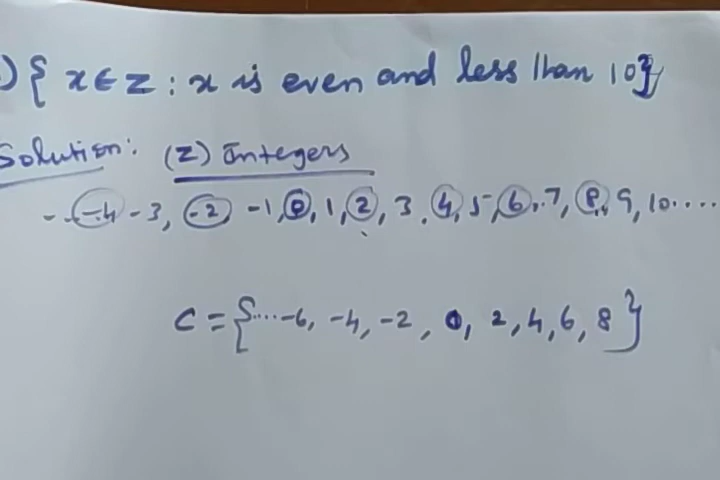 ) { x ∈ Z : x is even and less than 10}
Solution: (Z) Integers
- -4 -3, -2, -1, 0, 1, 2, 3, 4, 5, 6, 7, 8, 9, 10....
C = {....-6, -4, -2, 0, 2, 4, 6, 8}